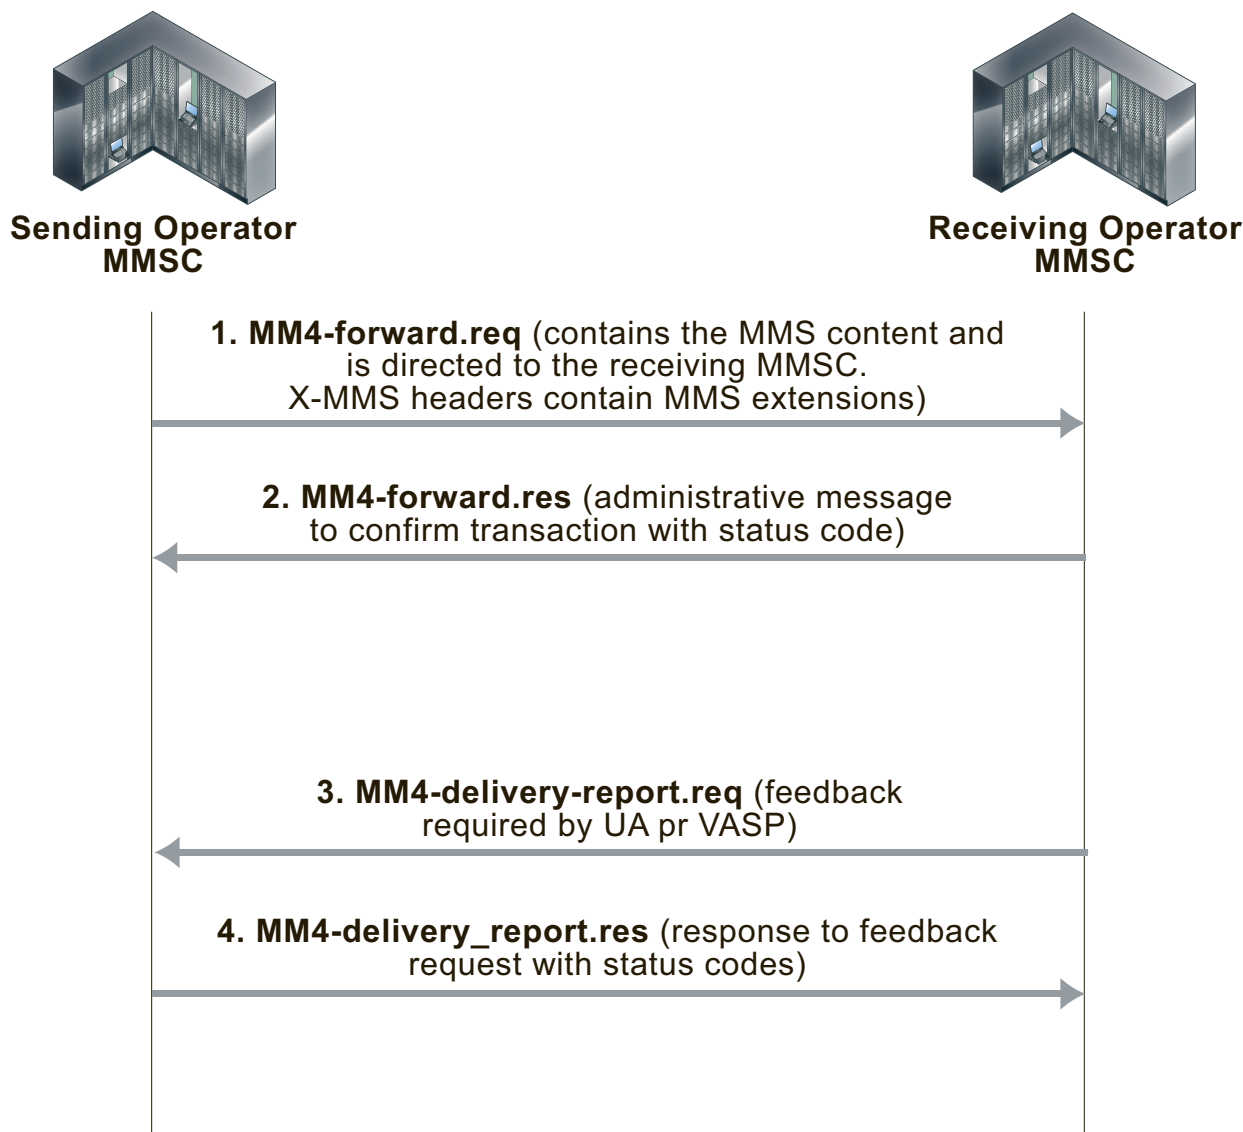 Sending Operator
MMSC
Receiving Operator
MMSC
1. MM4-forward.req (contains the MMS content and
is directed to the receiving MMSC.
X-MMS headers contain MMS extensions)
2. MM4-forward.res (administrative message
to confirm transaction with status code)
3. MM4-delivery-report.req (feedback
required by UA pr VASP)
4. MM4-delivery_report.res (response to feedback
request with status codes)